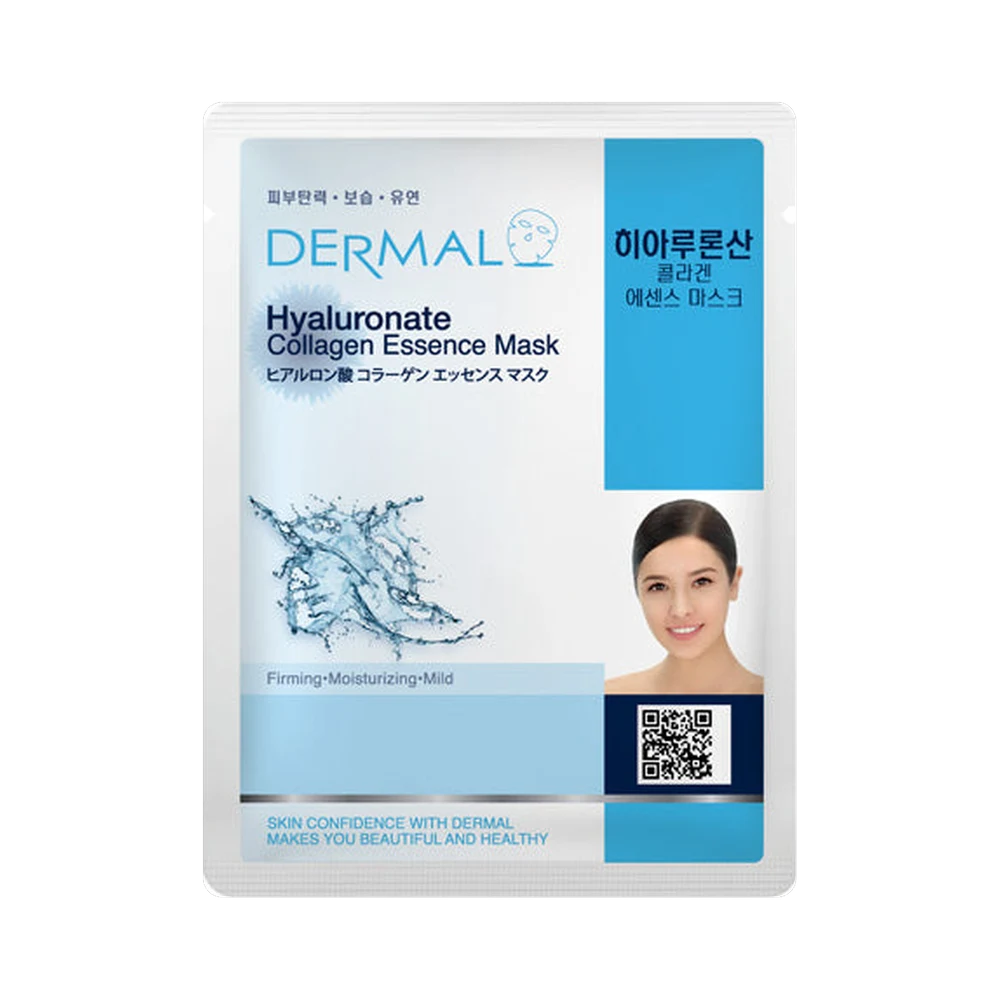 피부탄력 • 보습 • 유연
DERMAL
Hyaluronate
Collagen Essence Mask
ヒアルロン酸 コラーゲン エッセンス マスク
히아루론산
콜라겐
에센스 마스크
Firming•Moisturizing•Mild
SKIN CONFIDENCE WITH DERMAL
MAKES YOU BEAUTIFUL AND HEALTHY